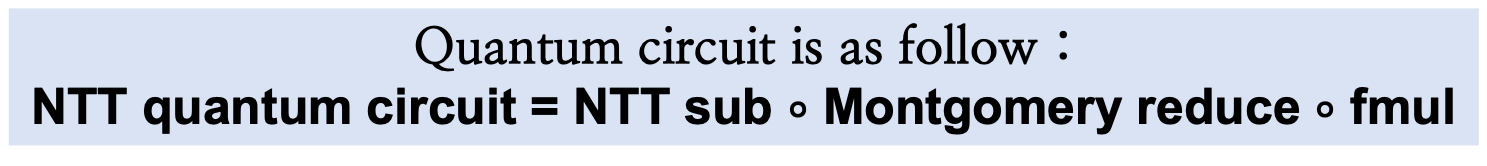 Quantum circuit is as follow：
NTT quantum circuit = NTT sub ∘ Montgomery reduce ∘ fmul